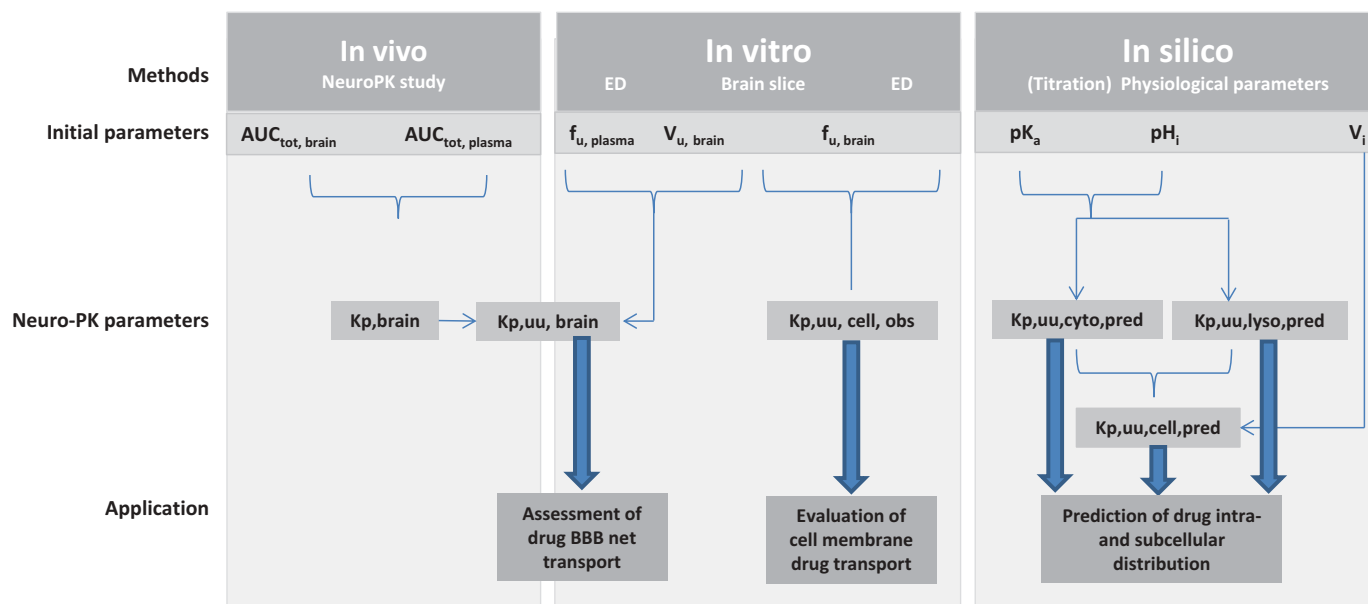 Methods
In vivo
NeuroPK study
In vitro
ED Brain slice ED
In silico
(Titration) Physiological parameters
Initial parameters
AUCtot, brain AUCtot, plasma
fu, plasma Vu, brain fu, brain
pKa pHi Vi
Neuro-PK parameters
Kp,brain
Kp,uu, brain
Kp,uu, cell, obs
Kp,uu,cyto,pred
Kp,uu,lyso,pred
Kp,uu,cell,pred
Application
Assessment of
drug BBB net
transport
Evaluation of
cell membrane
drug transport
Prediction of drug intra-
and subcellular
distribution